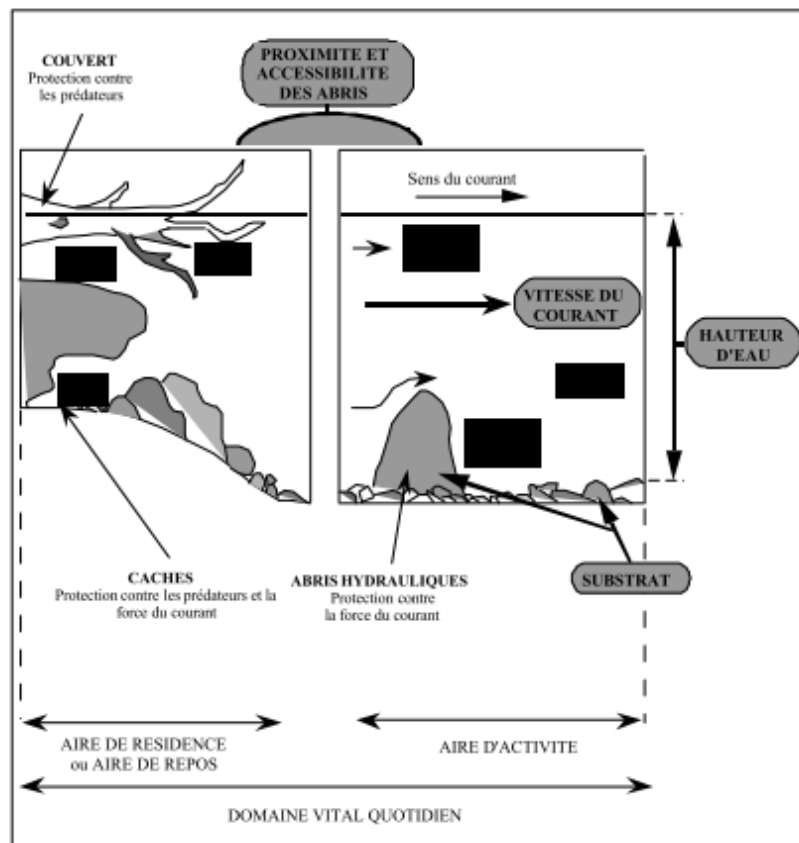 COUVERT
Protection contre
les prédateurs
PROXIMITE ET
ACCESSIBILITE
DES ABRIS
Sens du courant
VITESSE DU
COURANT
HAUTEUR
D'EAU
CACHES
Protection contre les prédateurs et la
force du courant
ABRIS HYDRAULIQUES
Protection contre
la force du courant
SUBSTRAT
AIRE DE RESIDENCE
ou AIRE DE REPOS
AIRE D'ACTIVITE
DOMAINE VITAL QUOTIDIEN